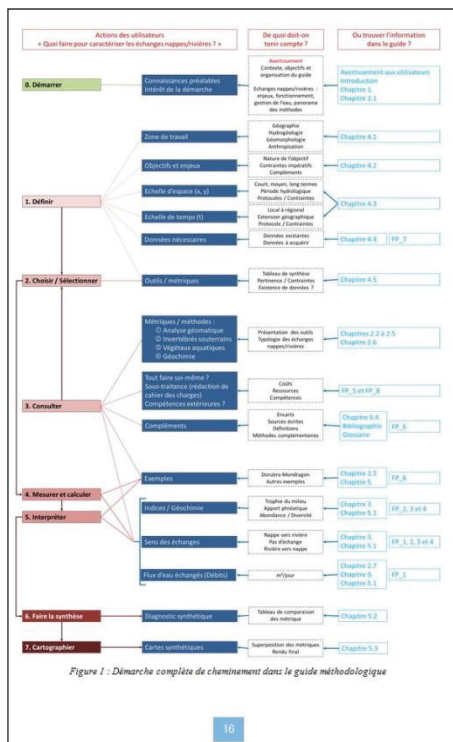 Actions des utilisateurs
« Quoi faire pour caractériser les échanges nappes/rivières ? »
De quoi doit-on
tenir compte ?
Ou trouver l'information
dans le guide ?
0. Démarrer
Connaissances préalables
Intérêt de la démarche
Avertissement
Contexte, objectifs et
organisation du guide
Echanges nappes/rivières :
enjeux, fonctionnement,
gestion de l'eau, panorama
des méthodes
Avertissement aux utilisateurs
Introduction
Chapitre 1.
Chapitre 2.1
1. Définir
Zone de travail
Géographie
Hydrogéologie
Géomorphologie
Anthropisation
Chapitre 4.1
Objectifs et enjeux
Nature de l'objectif
Contraintes impératifs
Compléments
Chapitre 4.2
Echelle d'espace (x, y)
Court, moyen, long termes
Période hydrologique
Protocoles / Contraintes
Chapitre 4.3
Echelle de temps (t)
Local à régional
Extension géographique
Protocole / Contraintes
Données nécessaires
Données existantes
Données à acquérir
Chapitre 4.4
FP_7
2. Choisir / Sélectionner
Outils / métriques
Tableau de synthèse
Pertinence / Contraintes
Existence de données ?
Chapitre 4.5
3. Consulter
Métriques / méthodes :
① Analyse géomatique
② Invertébrés souterrains
③ Végétaux aquatiques
④ Géochimie
Présentation des outils
Typologie des échanges
nappes/rivières
Chapitres 2.2 à 2.5
Chapitre 2.6
Tout faire soi-même ?
Sous-traitance (rédaction de
cahier des charges)
Compétences extérieures ?
Coûts
Ressources
Compétences
FP_5 et FP_8
Compléments
Encarts
Sources écrites
Définitions
Méthodes complémentaires
Chapitre 5.4
Bibliographie
Glossaire
FP_6
Exemples
Donzère-Mondragon
Autres exemples
Chapitre 3.5
Chapitre 5.
FP_6
4. Mesurer et calculer
5. Interpréter
Indices / Géochimie
Trophie du milieu
Apport phréatique
Abondance / Diversité
Chapitre 3.
Chapitre 5.1
FP_2, 3 et 4
Sens des échanges
Nappe vers rivière
Pas d'échange
Rivière vers nappe
Chapitre 3.
Chapitre 5.1
FP_1, 2, 3 et 4
Flux d'eau échangés (Débits)
m³/jour
Chapitre 2.7
Chapitre 3.
Chapitre 5.1
FP_1
6. Faire la synthèse
Diagnostic synthétique
Tableau de comparaison
des métrique
Chapitre 5.2
7. Cartographier
Cartes synthétiques
Superposition des métriques
Rendu final
Chapitre 5.3
Figure 1 : Démarche complète de cheminement dans le guide méthodologique
16